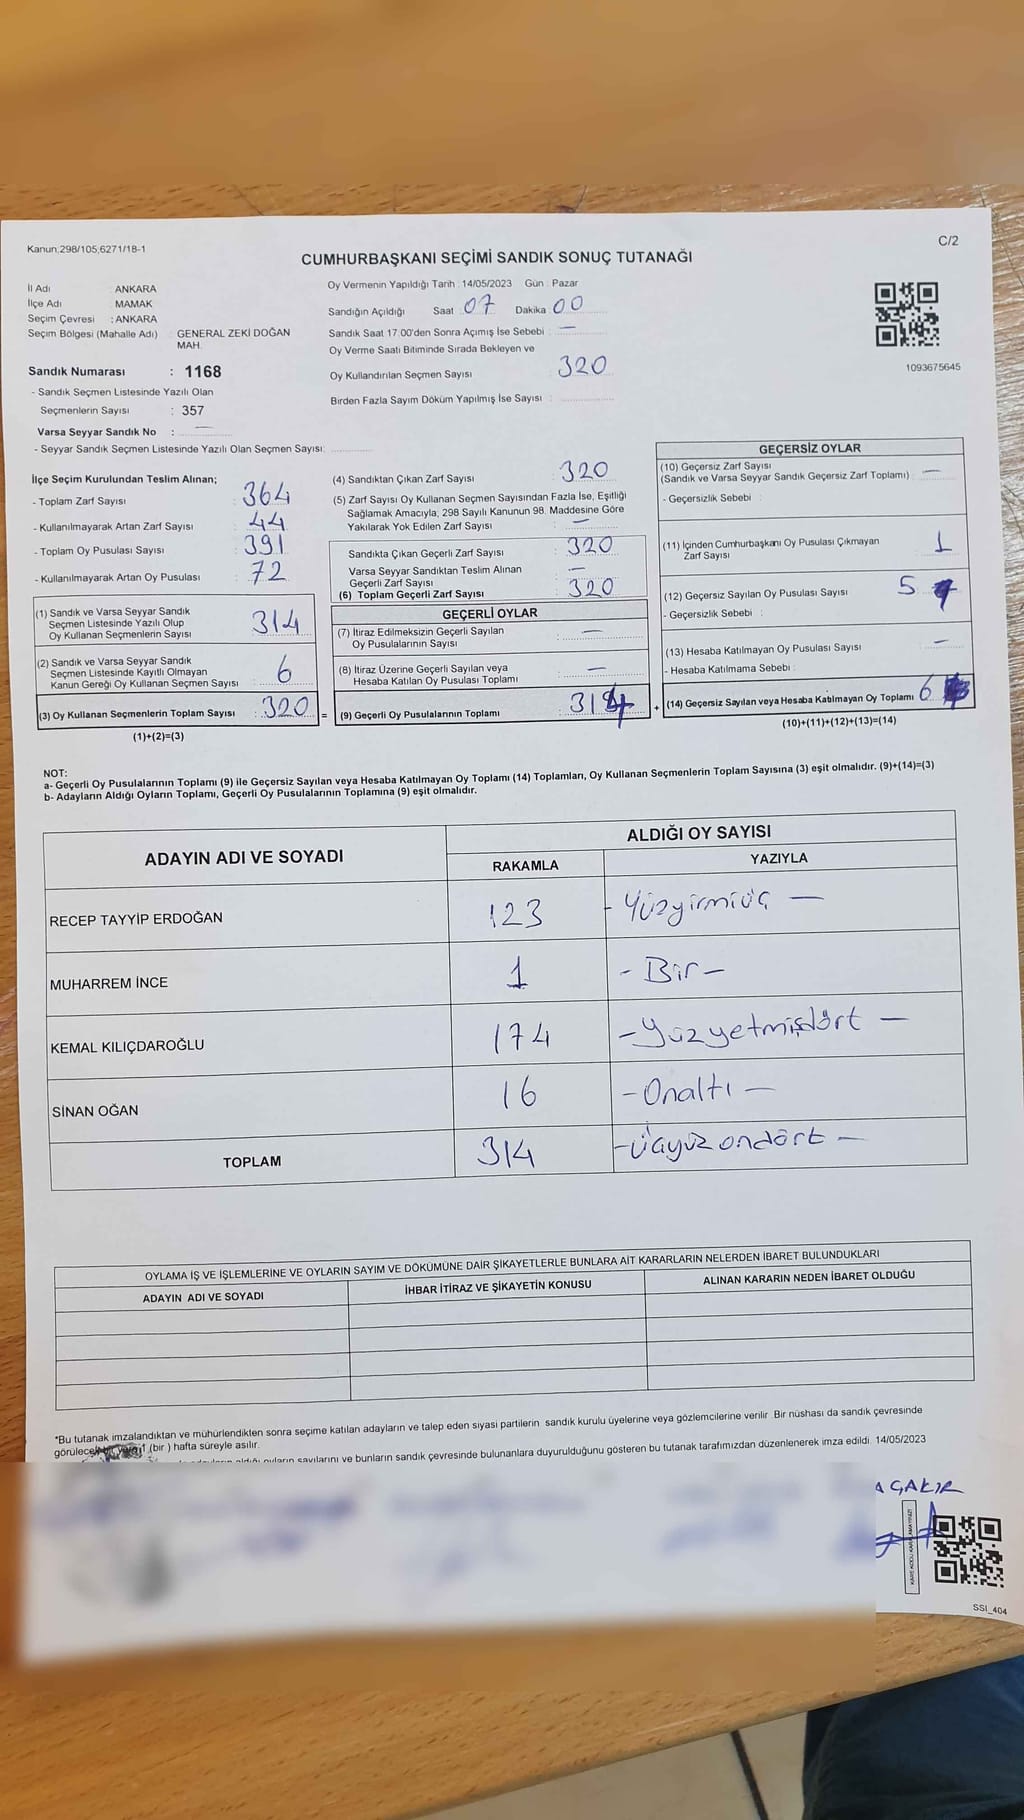 Kanun;298/105;6271/18-1
C/2
CUMHURBAŞKANI SEÇİMİ SANDIK SONUÇ TUTANAĞI
İl Adı ANKARA
İlçe Adı MAMAK
Seçim Çevresi : ANKARA
Seçim Bölgesi (Mahalle Adı) : GENERAL ZEKİ DOĞAN
MAH.
Sandık Numarası : 1168
- Sandık Seçmen Listesinde Yazılı Olan
Seçmenlerin Sayısı : 357
Varsa Seyyar Sandık No : —
- Seyyar Sandık Seçmen Listesinde Yazılı Olan Seçmen Sayısı:
Oy Vermenin Yapıldığı Tarih : 14/05/2023 Gün : Pazar
Sandığın Açıldığı Saat : 07 Dakika : 00
Sandık Saat 17.00'den Sonra Açımış İse Sebebi : —
Oy Verme Saati Bitiminde Sırada Bekleyen ve
Oy Kullandırılan Seçmen Sayısı : 320
Birden Fazla Sayım Döküm Yapılmış İse Sayısı :
1093675645
İlçe Seçim Kurulundan Teslim Alınan;
- Toplam Zarf Sayısı : 364
- Kullanılmayarak Artan Zarf Sayısı : 44
- Toplam Oy Pusulası Sayısı : 391
- Kullanılmayarak Artan Oy Pusulası : 72
(1) Sandık ve Varsa Seyyar Sandık
Seçmen Listesinde Yazılı Olup
Oy Kullanan Seçmenlerin Sayısı : 314
(2) Sandık ve Varsa Seyyar Sandık
Seçmen Listesinde Kayıtlı Olmayan
Kanun Gereği Oy Kullanan Seçmen Sayısı : 6
(3) Oy Kullanan Seçmenlerin Toplam Sayısı : 320 =
(1)+(2)=(3)
(4) Sandıktan Çıkan Zarf Sayısı : 320
(5) Zarf Sayısı Oy Kullanan Seçmen Sayısından Fazla İse, Eşitliği
Sağlamak Amacıyla, 298 Sayılı Kanunun 98. Maddesine Göre
Yakılarak Yok Edilen Zarf Sayısı : —
Sandıkta Çıkan Geçerli Zarf Sayısı : 320
Varsa Seyyar Sandıktan Teslim Alınan
Geçerli Zarf Sayısı : —
(6) Toplam Geçerli Zarf Sayısı : 320
GEÇERLİ OYLAR
(7) İtiraz Edilmeksizin Geçerli Sayılan
Oy Pusulalarının Sayısı : —
(8) İtiraz Üzerine Geçerli Sayılan veya
Hesaba Katılan Oy Pusulası Toplamı : —
(9) Geçerli Oy Pusulalarının Toplamı : 314 +
GEÇERSİZ OYLAR
(10) Geçersiz Zarf Sayısı
(Sandık ve Varsa Seyyar Sandık Geçersiz Zarf Toplamı) : —
- Geçersizlik Sebebi :
(11) İçinden Cumhurbaşkanı Oy Pusulası Çıkmayan
Zarf Sayısı : 1
(12) Geçersiz Sayılan Oy Pusulası Sayısı : 5
- Geçersizlik Sebebi :
(13) Hesaba Katılmayan Oy Pusulası Sayısı : —
- Hesaba Katılmama Sebebi :
(14) Geçersiz Sayılan veya Hesaba Katılmayan Oy Toplamı 6
(10)+(11)+(12)+(13)=(14)
NOT:
a- Geçerli Oy Pusulalarının Toplamı (9) ile Geçersiz Sayılan veya Hesaba Katılmayan Oy Toplamı (14) Toplamları, Oy Kullanan Seçmenlerin Toplam Sayısına (3) eşit olmalıdır. (9)+(14)=(3)
b- Adayların Aldığı Oyların Toplamı, Geçerli Oy Pusulalarının Toplamına (9) eşit olmalıdır.
ADAYIN ADI VE SOYADI
ALDIĞI OY SAYISI
RAKAMLA YAZIYLA
RECEP TAYYİP ERDOĞAN 123 - Yüzyirmiüç —
MUHARREM İNCE 1 - Bir -
KEMAL KILIÇDAROĞLU 174 - Yüzyetmişdört —
SİNAN OĞAN 16 - Onaltı —
TOPLAM 314 - Üçyüzondört —
OYLAMA İŞ VE İŞLEMLERİNE VE OYLARIN SAYIM VE DÖKÜMÜNE DAİR ŞİKAYETLERLE BUNLARA AİT KARARLARIN NELERDEN İBARET BULUNDUKLARI
ADAYIN ADI VE SOYADI İHBAR İTİRAZ VE ŞİKAYETİN KONUSU ALINAN KARARIN NEDEN İBARET OLDUĞU
*Bu tutanak imzalandıktan ve mühürlendikten sonra seçime katılan adayların ve talep eden siyasi partilerin sandık kurulu üyelerine veya gözlemcilerine verilir. Bir nüshası da sandık çevresinde
(bir ) hafta süreyle asılır.
sayılarını ve bunların sandık çevresinde bulunanlara duyurulduğunu gösteren bu tutanak tarafımızdan düzenlenerek imza edildi. 14/05/2023
A ÇAKIR
SSI_404